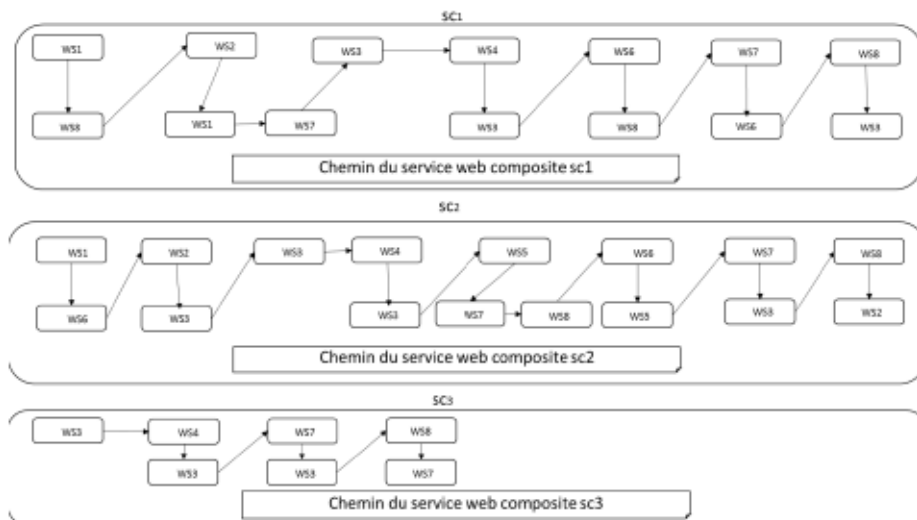 SC1
WS1 WS2 WS3 WS4 WS6 WS7 WS8
WS8 WS1 WS7 WS3 WS8 WS6 WS3
Chemin du service web composite sc1
SC2
WS1 WS2 WS3 WS4 WS5 WS6 WS7 WS8
WS6 WS3 WS3 WS7 WS8 WS5 WS3 WS2
Chemin du service web composite sc2
SC3
WS3 WS4 WS7 WS8
WS3 WS3 WS7
Chemin du service web composite sc3